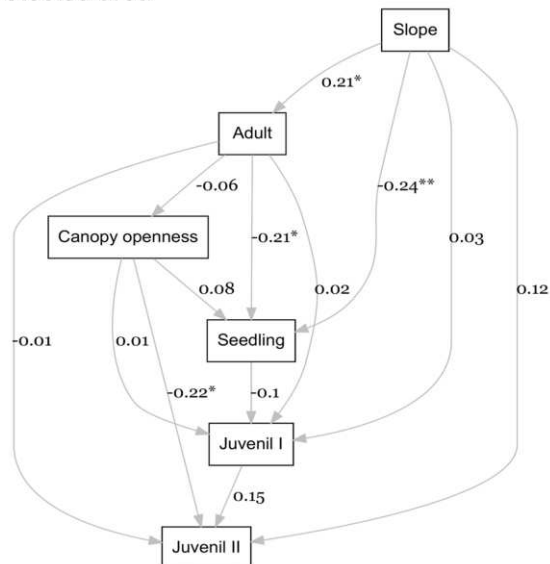 Slope
0.21*
Adult
-0.06
-0.24**
Canopy openness
-0.21*
0.03
0.08
0.02
0.12
Seedling
-0.01
0.01
-0.22*
-0.1
Juvenil I
0.15
Juvenil II